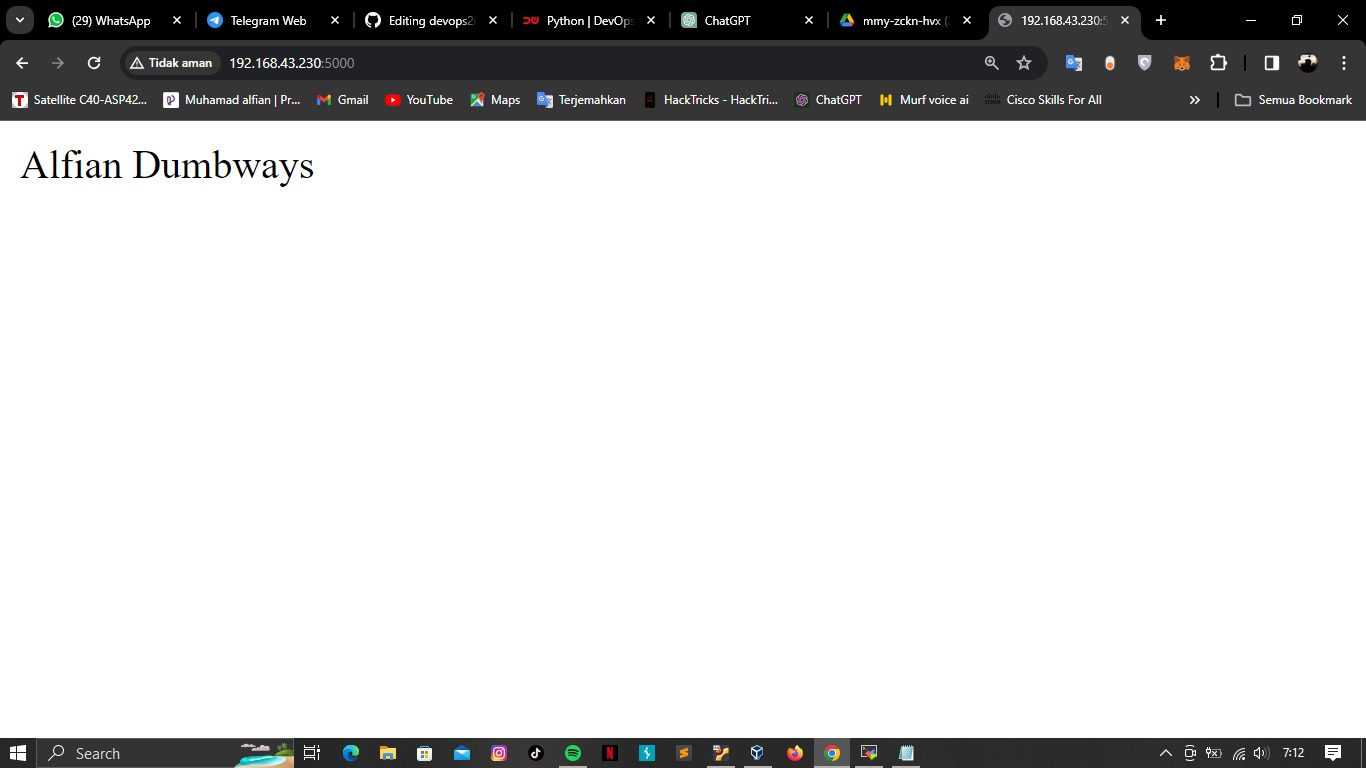 (29) WhatsApp
Telegram Web
Editing devops2
Python | DevOps
ChatGPT
mmy-zckn-hvx (
192.168.43.230:5
Tidak aman
192.168.43.230:5000
Satellite C40-ASP42...
Muhamad alfian | Pr...
Gmail
YouTube
Maps
Terjemahkan
HackTricks - HackTri...
ChatGPT
Murf voice ai
Cisco Skills For All
Semua Bookmark
Alfian Dumbways
Search
7:12